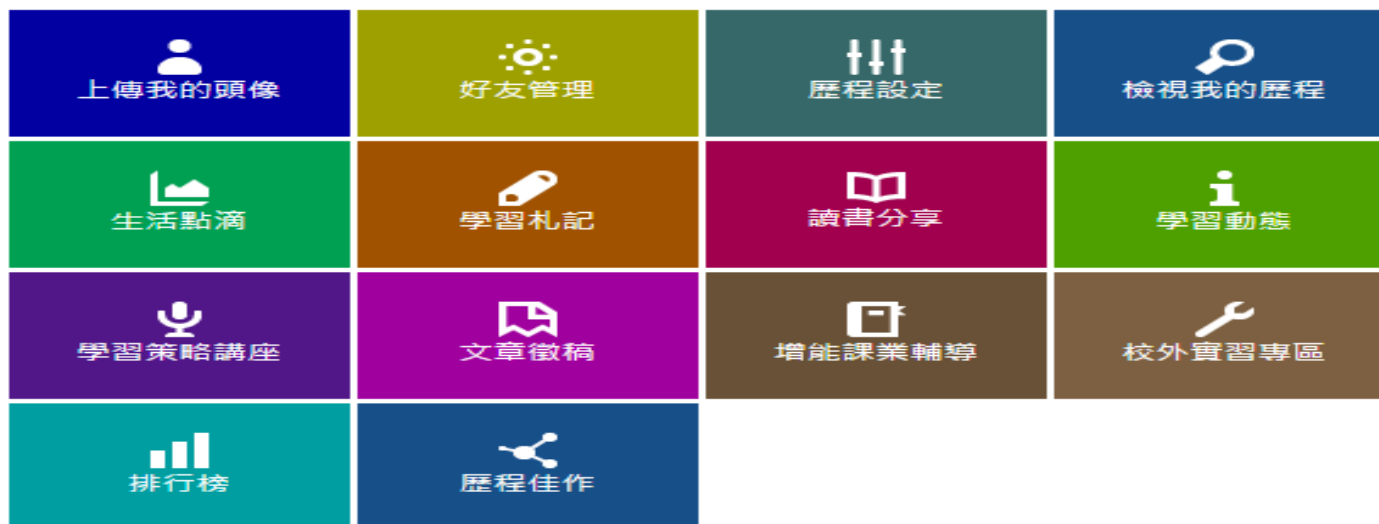 上傳我的頭像
好友管理
歷程設定
檢視我的歷程
生活點滴
學習札記
讀書分享
學習動態
學習策略講座
文章徵稿
增能課業輔導
校外實習專區
排行榜
歷程佳作